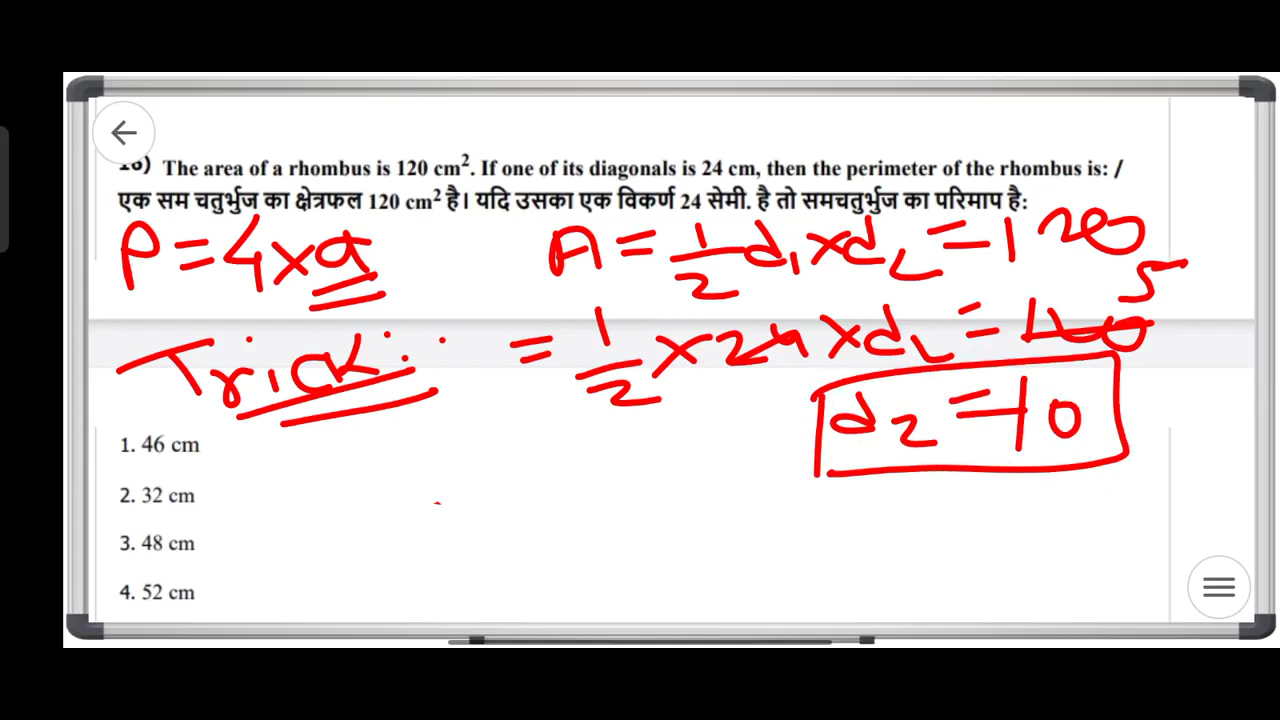 16) The area of a rhombus is 120 cm². If one of its diagonals is 24 cm, then the perimeter of the rhombus is: /
एक सम चतुर्भुज का क्षेत्रफल 120 cm² है। यदि उसका एक विकर्ण 24 सेमी. है तो समचतुर्भुज का परिमाप है:
P = 4 × a
A = 1/2 d₁ × d₂ = 120
5
Trick:
= 1/2 × 24 × d₂ = 120
d₂ = 10
1. 46 cm
2. 32 cm
3. 48 cm
4. 52 cm